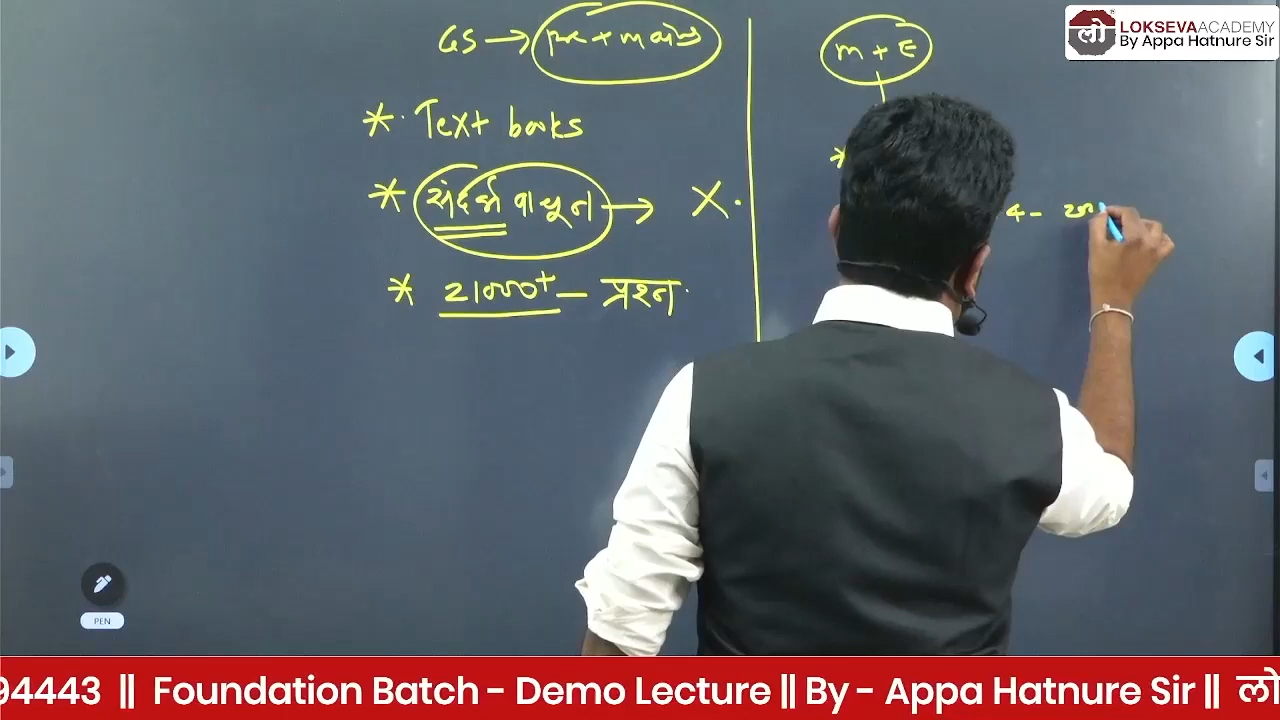 GS → pre + mains
* Text books
* संदर्भ वाचन → X.
* 21000+ - प्रश्न
m + E
*
4 -
लो LOKSEVA ACADEMY
By Appa Hatnure Sir
PEN
94443 || Foundation Batch - Demo Lecture || By - Appa Hatnure Sir || लो